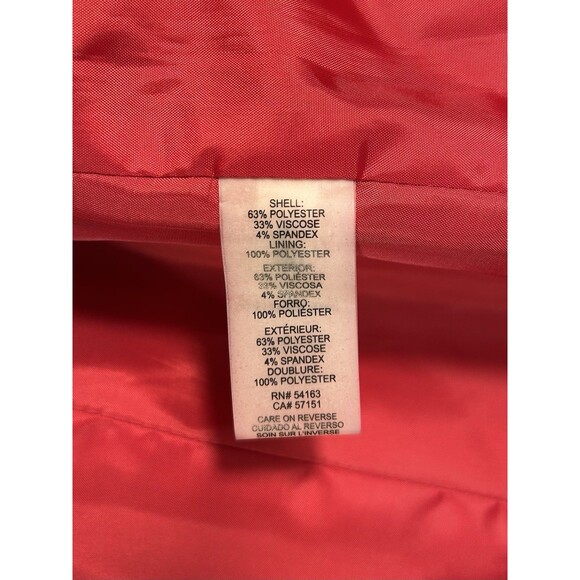 SHELL:
63% POLYESTER
33% VISCOSE
4% SPANDEX
LINING:
100% POLYESTER
EXTERIOR:
63% POLIÉSTER
33% VISCOSA
4% SPANDEX
FORRO:
100% POLIÉSTER
EXTÉRIEUR:
63% POLYESTER
33% VISCOSE
4% SPANDEX
DOUBLURE:
100% POLYESTER
RN# 54163
CA# 57151
CARE ON REVERSE
CUIDADO AL REVERSO
SOIN SUR L'INVERSE